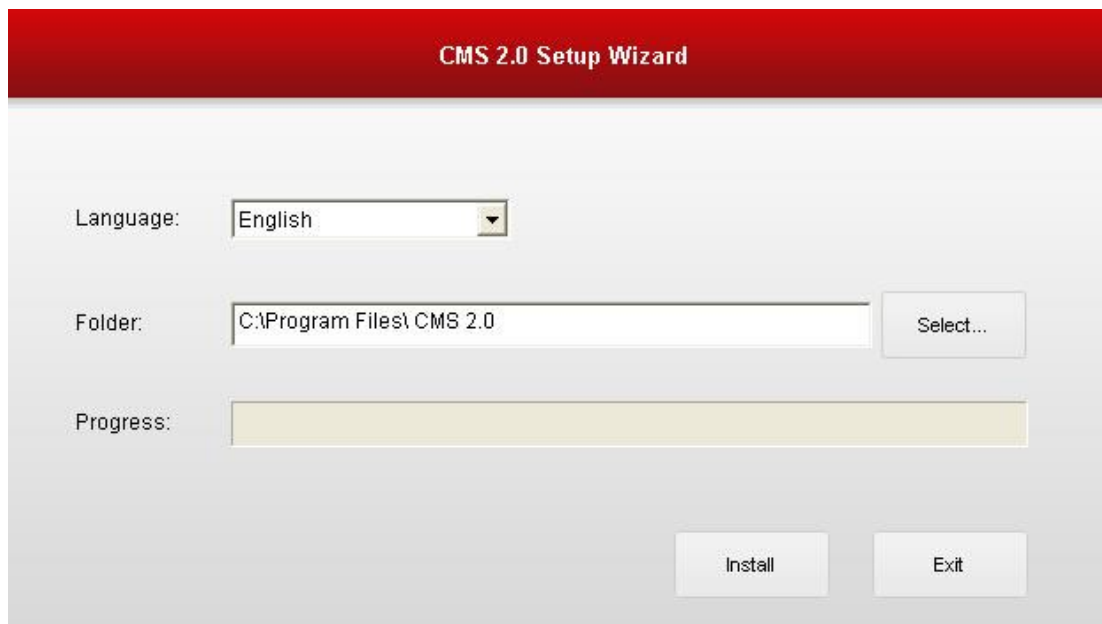 CMS 2.0 Setup Wizard
Language:
English
Folder:
C:\Program Files\ CMS 2.0
Select...
Progress:
Install
Exit